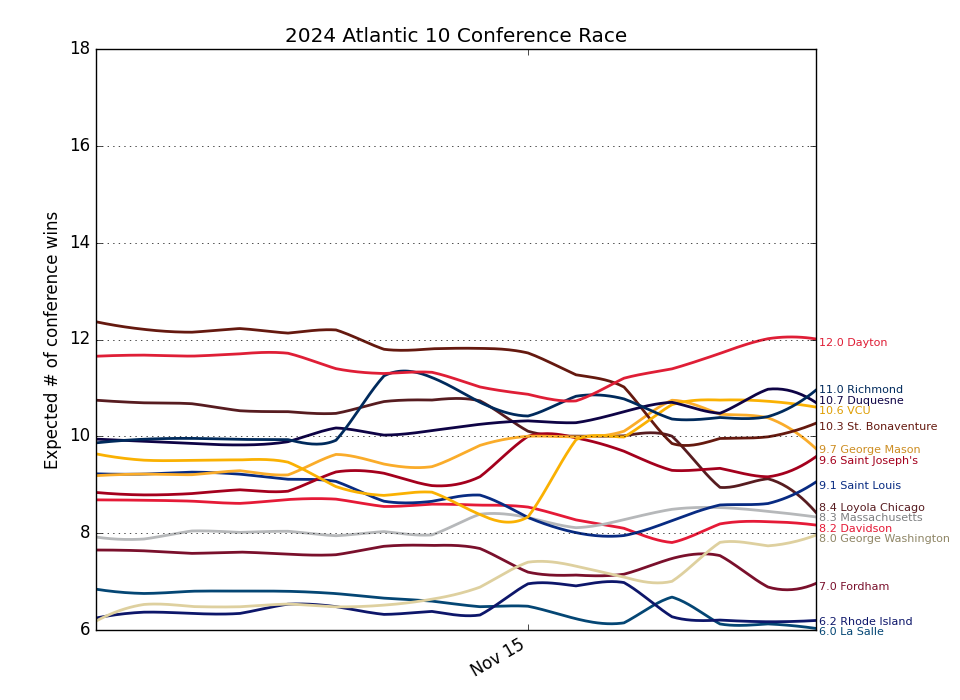 2024 Atlantic 10 Conference Race
Expected # of conference wins
18
16
14
12
10
8
6
Nov 15
12.0 Dayton
11.0 Richmond
10.7 Duquesne
10.6 VCU
10.3 St. Bonaventure
9.7 George Mason
9.6 Saint Joseph's
9.1 Saint Louis
8.4 Loyola Chicago
8.3 Massachusetts
8.2 Davidson
8.0 George Washington
7.0 Fordham
6.2 Rhode Island
6.0 La Salle